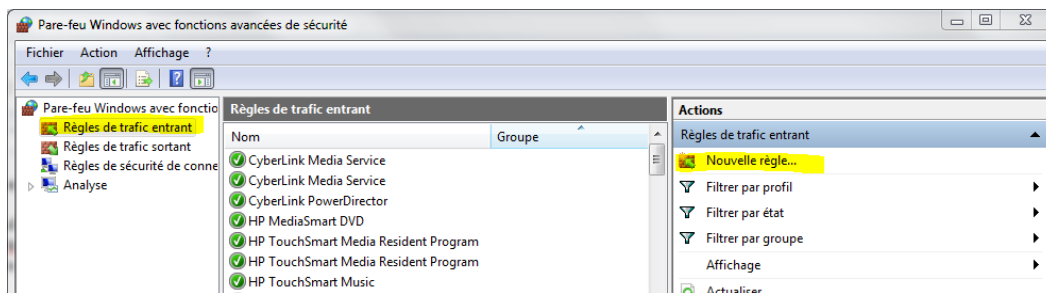 Pare-feu Windows avec fonctions avancées de sécurité
Fichier Action Affichage ?
Pare-feu Windows avec fonctio
Règles de trafic entrant
Règles de trafic sortant
Règles de sécurité de conne
Analyse
Règles de trafic entrant
Nom Groupe
CyberLink Media Service
CyberLink Media Service
CyberLink PowerDirector
HP MediaSmart DVD
HP TouchSmart Media Resident Program
HP TouchSmart Media Resident Program
HP TouchSmart Music
Actions
Règles de trafic entrant
Nouvelle règle...
Filtrer par profil
Filtrer par état
Filtrer par groupe
Affichage
Actualiser